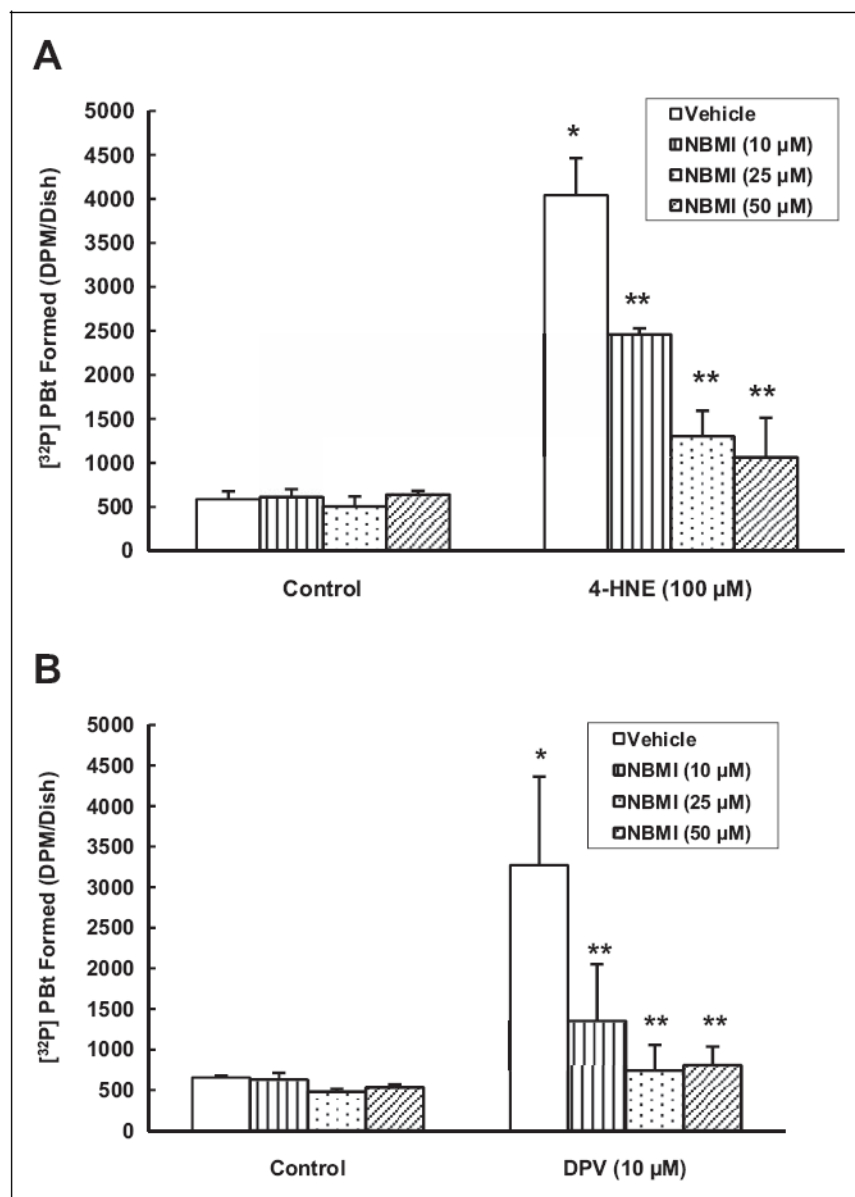 A
5000
4500
4000
3500
3000
2500
2000
1500
1000
500
0
[³²P] PBt Formed (DPM/Dish)
Vehicle
NBMI (10 µM)
NBMI (25 µM)
NBMI (50 µM)
*
**
**
**
Control
4-HNE (100 µM)
B
5000
4500
4000
3500
3000
2500
2000
1500
1000
500
0
[³²P] PBt Formed (DPM/Dish)
Vehicle
NBMI (10 µM)
NBMI (25 µM)
NBMI (50 µM)
*
**
**
**
Control
DPV (10 µM)